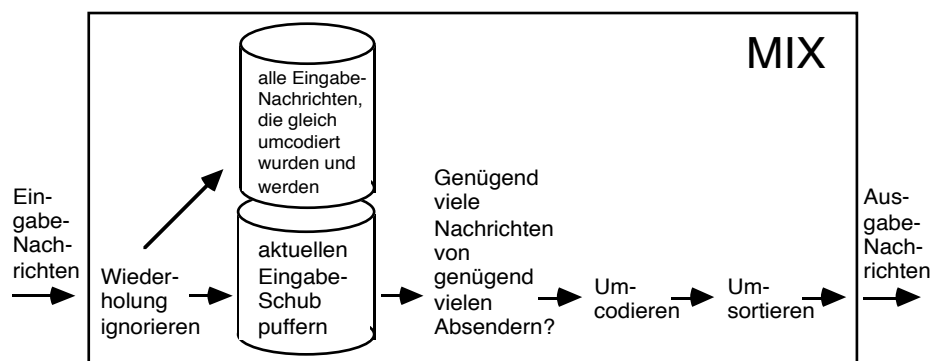 MIX
Ein-
gabe-
Nach-
richten
Wieder-
holung
ignorieren
alle Eingabe-
Nachrichten,
die gleich
umcodiert
wurden und
werden
aktuellen
Eingabe-
Schub
puffern
Genügend
viele
Nachrichten
von
genügend
vielen
Absendern?
Um-
codieren
Um-
sortieren
Aus-
gabe-
Nach-
richten